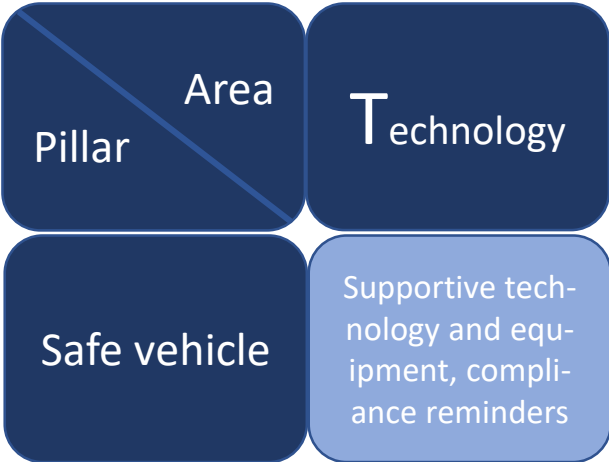 Area
Pillar
Technology
Safe vehicle
Supportive tech-
nology and equ-
ipment, compli-
ance reminders